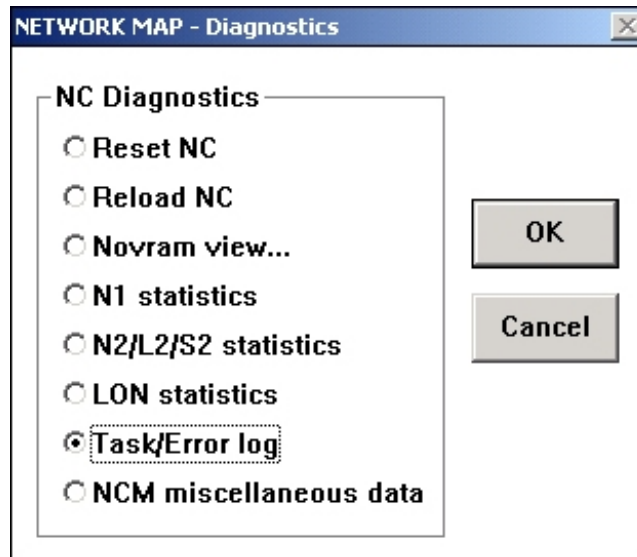 NETWORK MAP - Diagnostics
NC Diagnostics
Reset NC
Reload NC
Novram view...
N1 statistics
N2/L2/S2 statistics
LON statistics
Task/Error log
NCM miscellaneous data
OK
Cancel